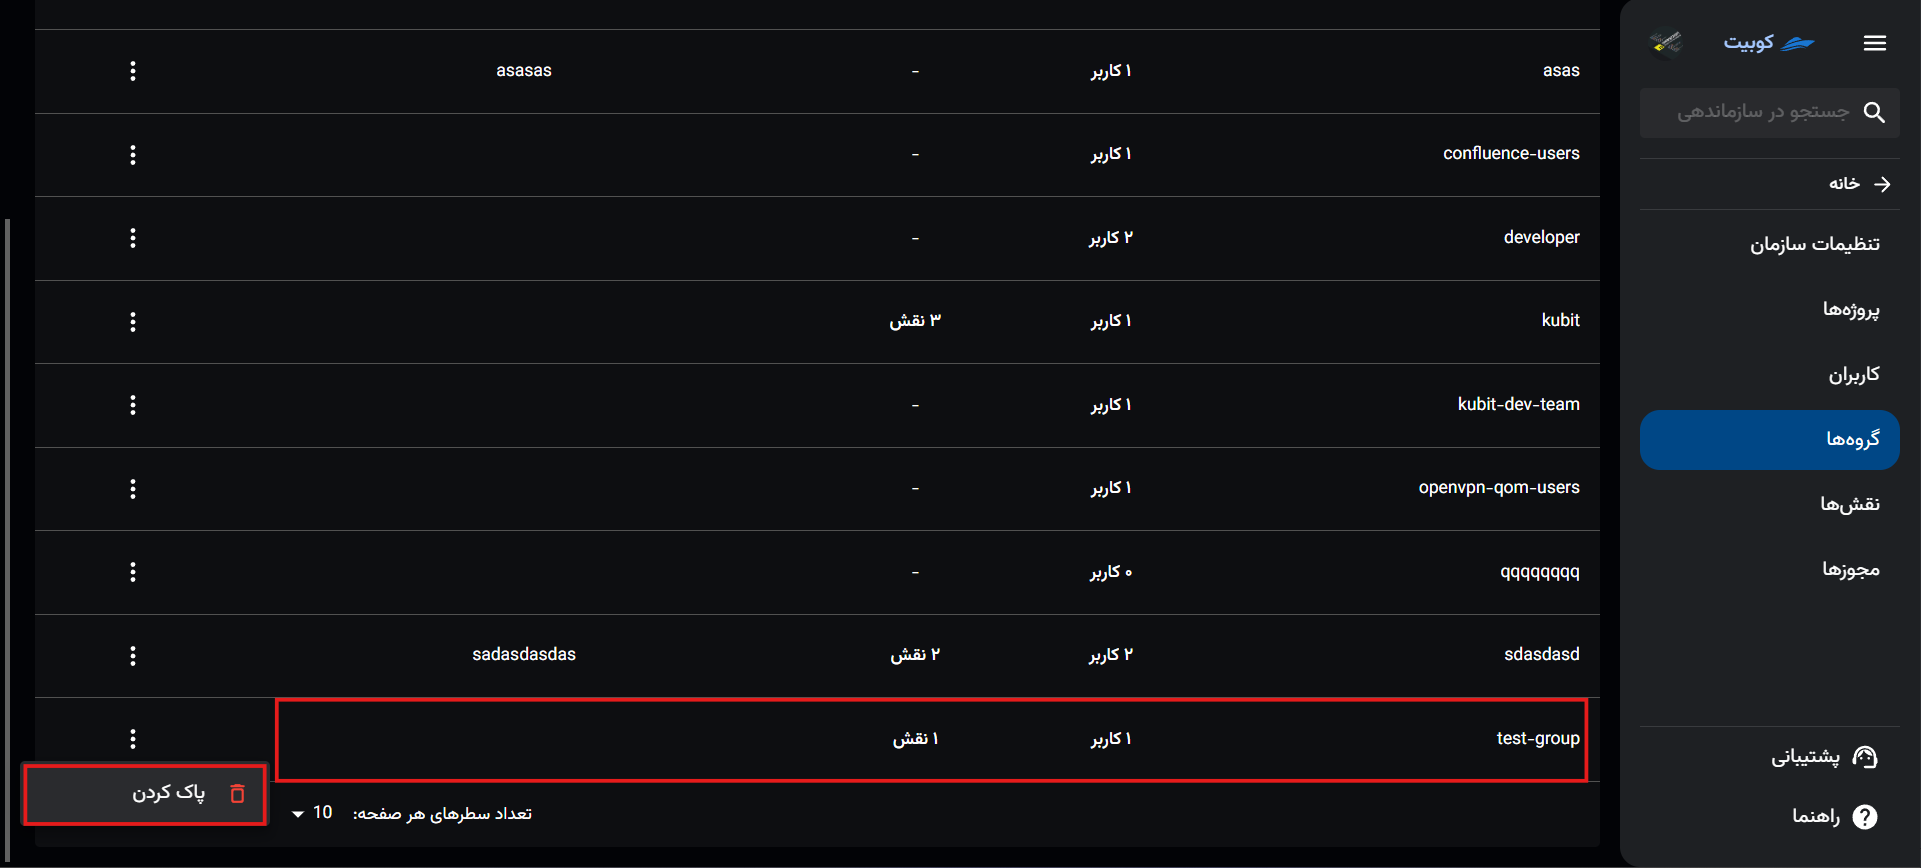 کوبیت
جستجو در سازماندهی
خانه
تنظیمات سازمان
پروژه‌ها
کاربران
گروه‌ها
نقش‌ها
مجوزها
پشتیبانی
راهنما
asas ۱ کاربر - asasas
confluence-users ۱ کاربر -
developer ۲ کاربر -
kubit ۱ کاربر ۳ نقش
kubit-dev-team ۱ کاربر -
openvpn-qom-users ۱ کاربر -
qqqqqqqq ۰ کاربر -
sdasdasd ۲ کاربر ۲ نقش sadasdasdas
test-group ۱ کاربر ۱ نقش
پاک کردن
تعداد سطرهای هر صفحه: 10